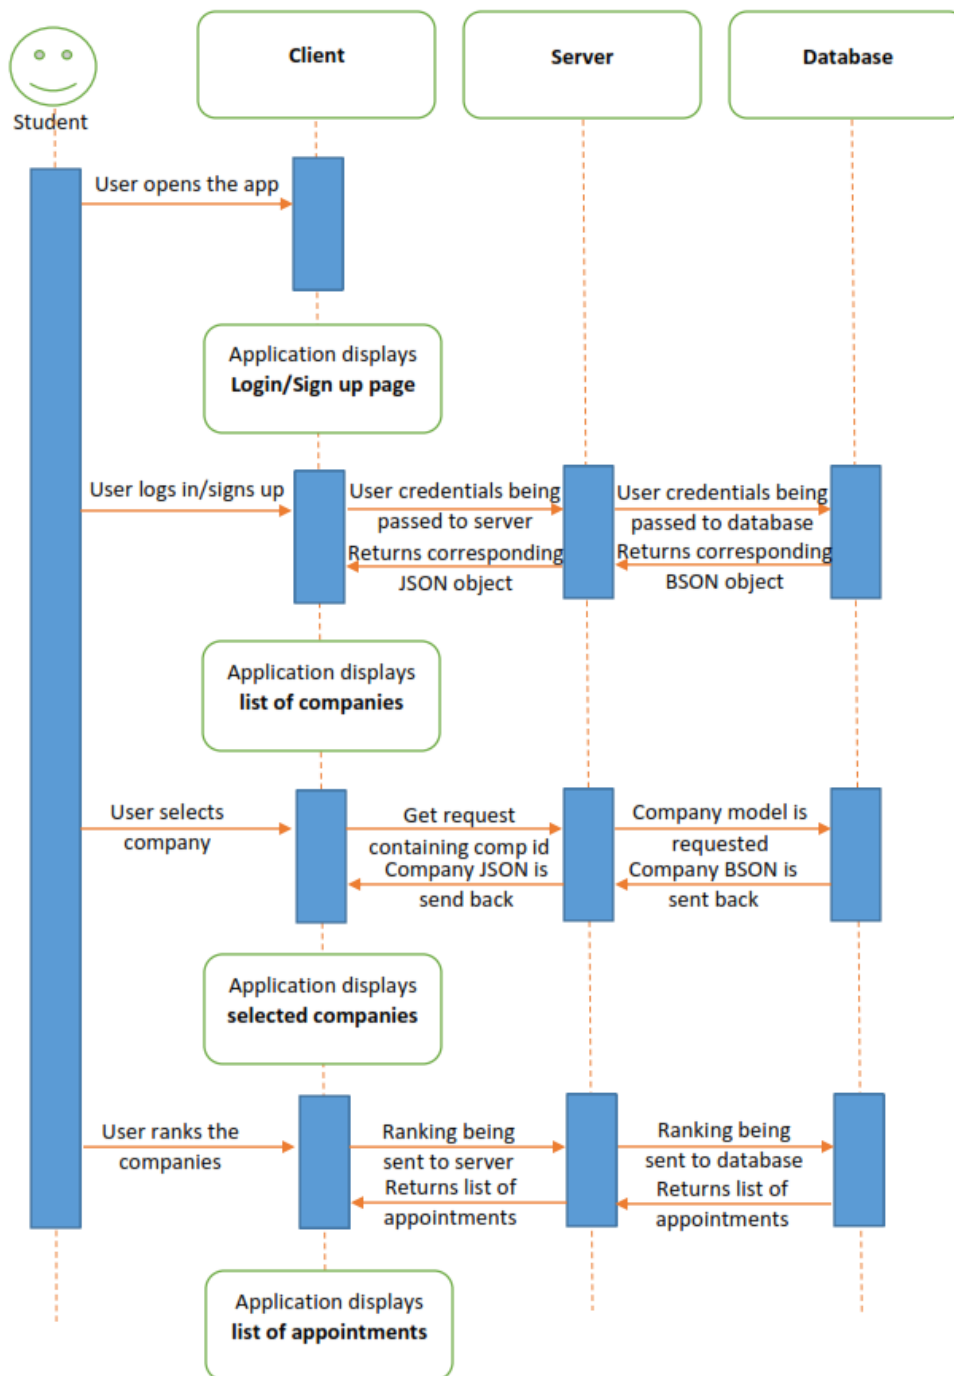 Student
Client
Server
Database
User opens the app
Application displays
Login/Sign up page
User logs in/signs up
User credentials being
passed to server
Returns corresponding
JSON object
User credentials being
passed to database
Returns corresponding
BSON object
Application displays
list of companies
User selects
company
Get request
containing comp id
Company JSON is
send back
Company model is
requested
Company BSON is
sent back
Application displays
selected companies
User ranks the
companies
Ranking being
sent to server
Returns list of
appointments
Ranking being
sent to database
Returns list of
appointments
Application displays
list of appointments